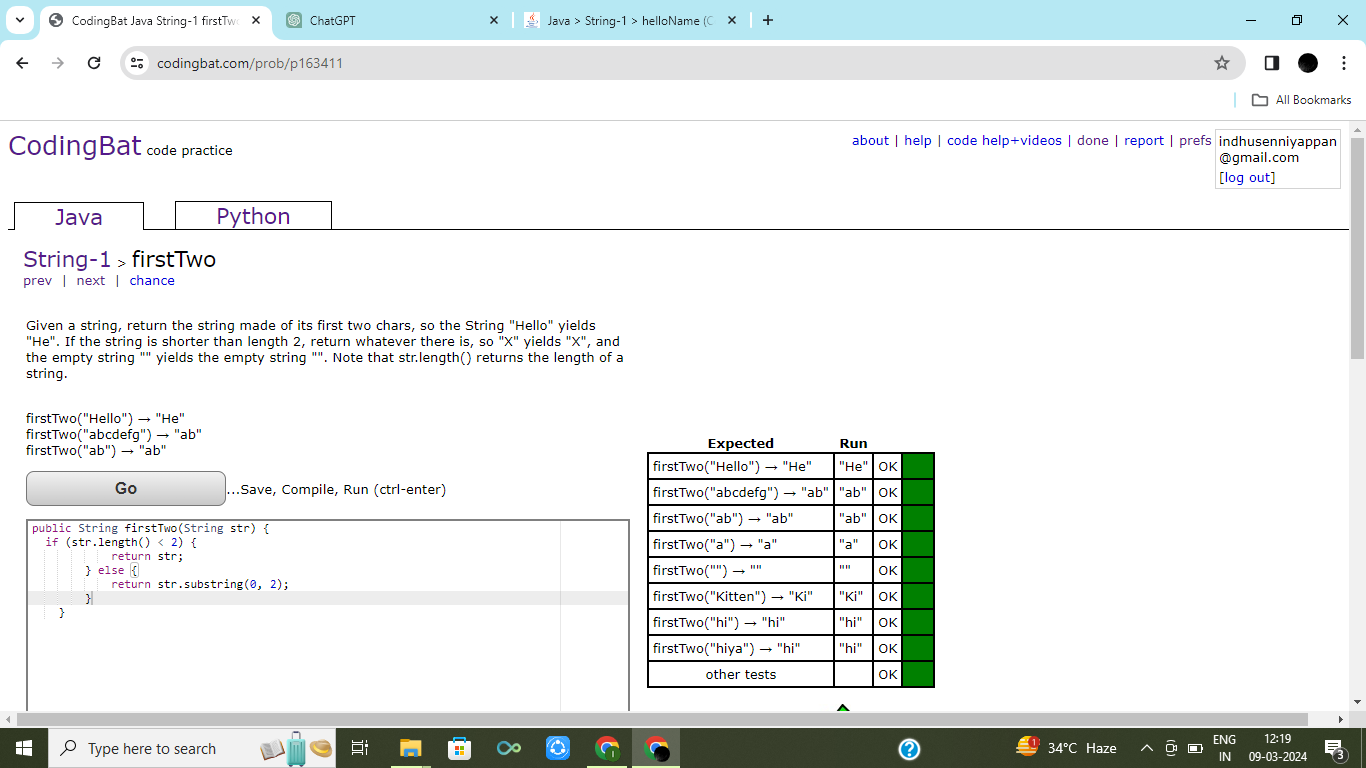 CodingBat Java String-1 firstTw
ChatGPT
Java > String-1 > helloName (C
codingbat.com/prob/p163411
All Bookmarks
CodingBat code practice
about | help | code help+videos | done | report | prefs
indhusenniyappan
@gmail.com
[log out]
Java
Python
String-1 > firstTwo
prev | next | chance
Given a string, return the string made of its first two chars, so the String "Hello" yields
"He". If the string is shorter than length 2, return whatever there is, so "X" yields "X", and
the empty string "" yields the empty string "". Note that str.length() returns the length of a
string.
firstTwo("Hello") → "He"
firstTwo("abcdefg") → "ab"
firstTwo("ab") → "ab"
Go
...Save, Compile, Run (ctrl-enter)
public String firstTwo(String str) {
if (str.length() < 2) {
return str;
} else {
return str.substring(0, 2);
}
}
Expected Run
firstTwo("Hello") → "He" "He" OK
firstTwo("abcdefg") → "ab" "ab" OK
firstTwo("ab") → "ab" "ab" OK
firstTwo("a") → "a" "a" OK
firstTwo("") → "" "" OK
firstTwo("Kitten") → "Ki" "Ki" OK
firstTwo("hi") → "hi" "hi" OK
firstTwo("hiya") → "hi" "hi" OK
other tests OK
Type here to search
1
34°C Haze
ENG
IN
12:19
09-03-2024
3